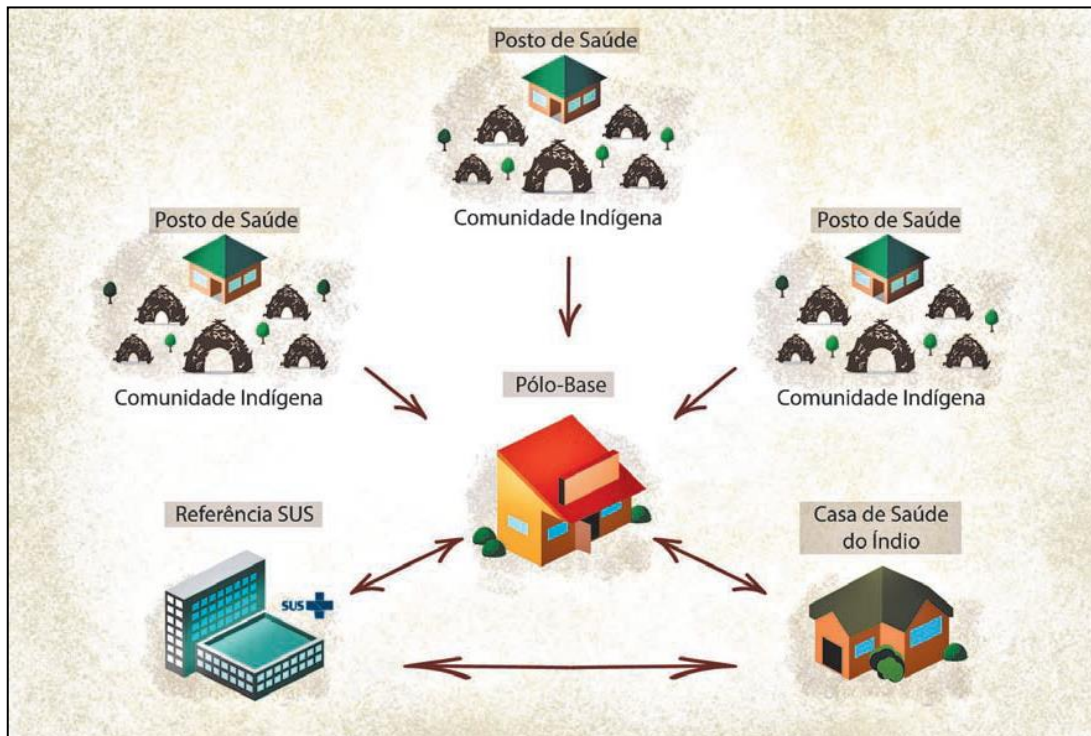 Posto de Saúde
Comunidade Indígena
Posto de Saúde
Comunidade Indígena
Posto de Saúde
Comunidade Indígena
Pólo-Base
Referência SUS
SUS
Casa de Saúde
do Índio